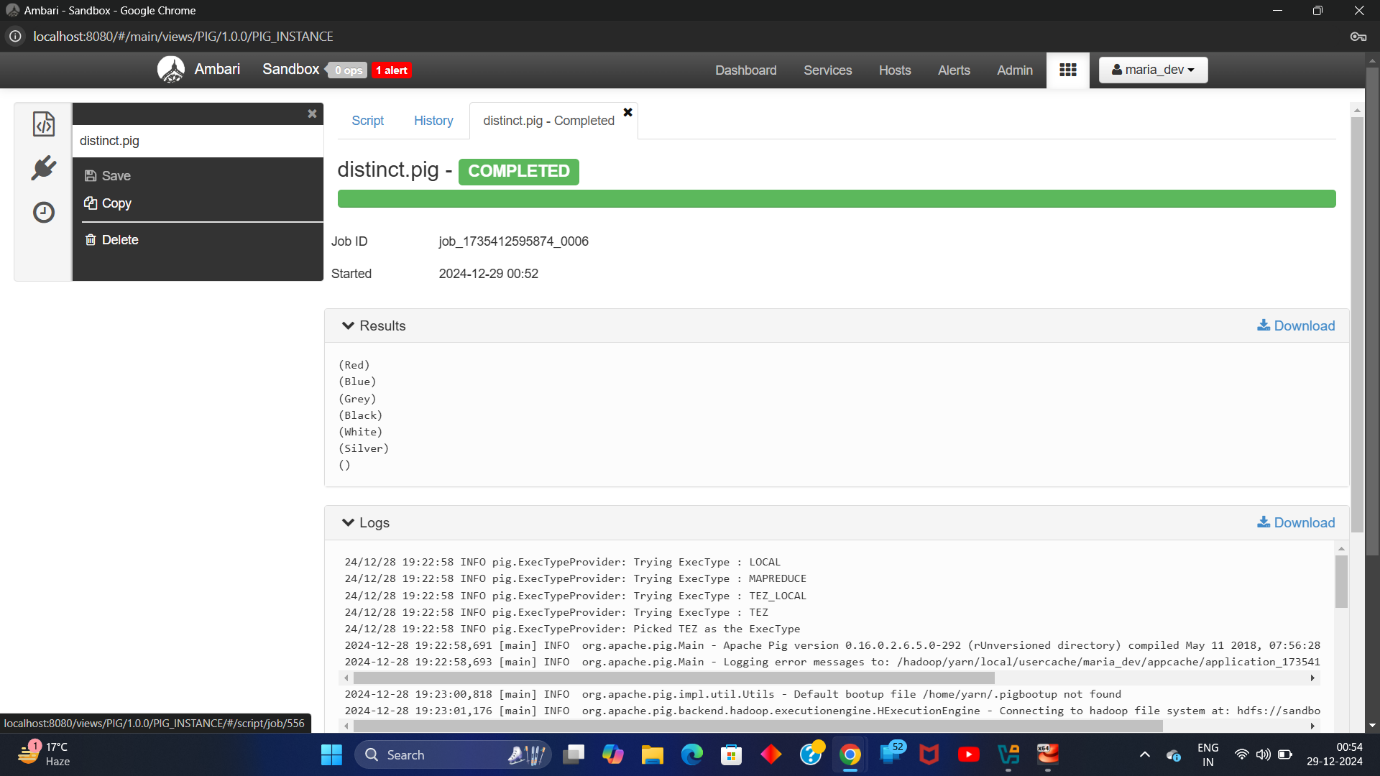 Ambari - Sandbox - Google Chrome
localhost:8080/#/main/views/PIG/1.0.0/PIG_INSTANCE
Ambari Sandbox 0 ops 1 alert Dashboard Services Hosts Alerts Admin maria_dev
distinct.pig
Save
Copy
Delete
Script History distinct.pig - Completed
distinct.pig - COMPLETED
Job ID job_1735412595874_0006
Started 2024-12-29 00:52
Results Download
(Red)
(Blue)
(Grey)
(Black)
(White)
(Silver)
()
Logs Download
24/12/28 19:22:58 INFO pig.ExecTypeProvider: Trying ExecType : LOCAL
24/12/28 19:22:58 INFO pig.ExecTypeProvider: Trying ExecType : MAPREDUCE
24/12/28 19:22:58 INFO pig.ExecTypeProvider: Trying ExecType : TEZ_LOCAL
24/12/28 19:22:58 INFO pig.ExecTypeProvider: Trying ExecType : TEZ
24/12/28 19:22:58 INFO pig.ExecTypeProvider: Picked TEZ as the ExecType
2024-12-28 19:22:58,691 [main] INFO  org.apache.pig.Main - Apache Pig version 0.16.0.2.6.5.0-292 (rUnversioned directory) compiled May 11 2018, 07:56:28
2024-12-28 19:22:58,693 [main] INFO  org.apache.pig.Main - Logging error messages to: /hadoop/yarn/local/usercache/maria_dev/appcache/application_173541
2024-12-28 19:23:00,818 [main] INFO  org.apache.pig.impl.util.Utils - Default bootup file /home/yarn/.pigbootup not found
2024-12-28 19:23:01,176 [main] INFO  org.apache.pig.backend.hadoop.executionengine.HExecutionEngine - Connecting to hadoop file system at: hdfs://sandbo
localhost:8080/views/PIG/1.0.0/PIG_INSTANCE/#/script/job/556
1 17°C
Haze
Search
52
x64
ENG
IN
00:54
29-12-2024